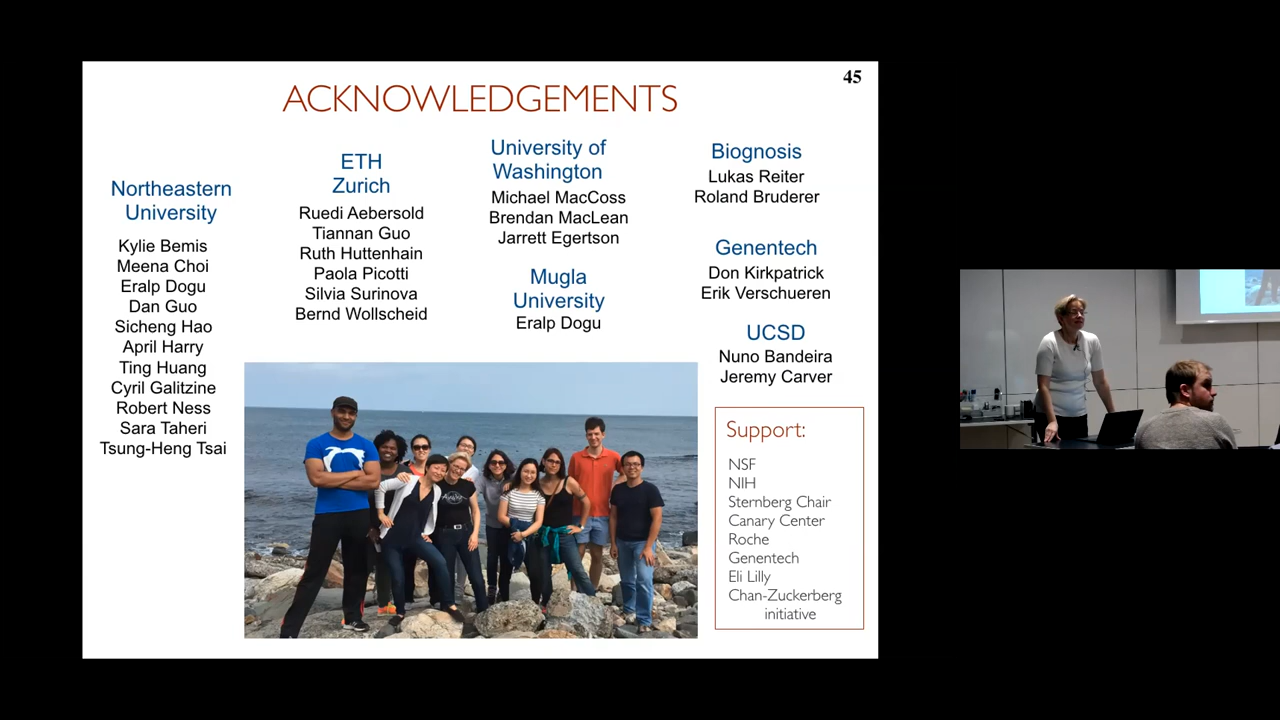 45
ACKNOWLEDGEMENTS
Northeastern
University
Kylie Bemis
Meena Choi
Eralp Dogu
Dan Guo
Sicheng Hao
April Harry
Ting Huang
Cyril Galitzine
Robert Ness
Sara Taheri
Tsung-Heng Tsai
ETH
Zurich
Ruedi Aebersold
Tiannan Guo
Ruth Huttenhain
Paola Picotti
Silvia Surinova
Bernd Wollscheid
University of
Washington
Michael MacCoss
Brendan MacLean
Jarrett Egertson
Mugla
University
Eralp Dogu
Biognosis
Lukas Reiter
Roland Bruderer
Genentech
Don Kirkpatrick
Erik Verschueren
UCSD
Nuno Bandeira
Jeremy Carver
Support:
NSF
NIH
Sternberg Chair
Canary Center
Roche
Genentech
Eli Lilly
Chan-Zuckerberg
initiative